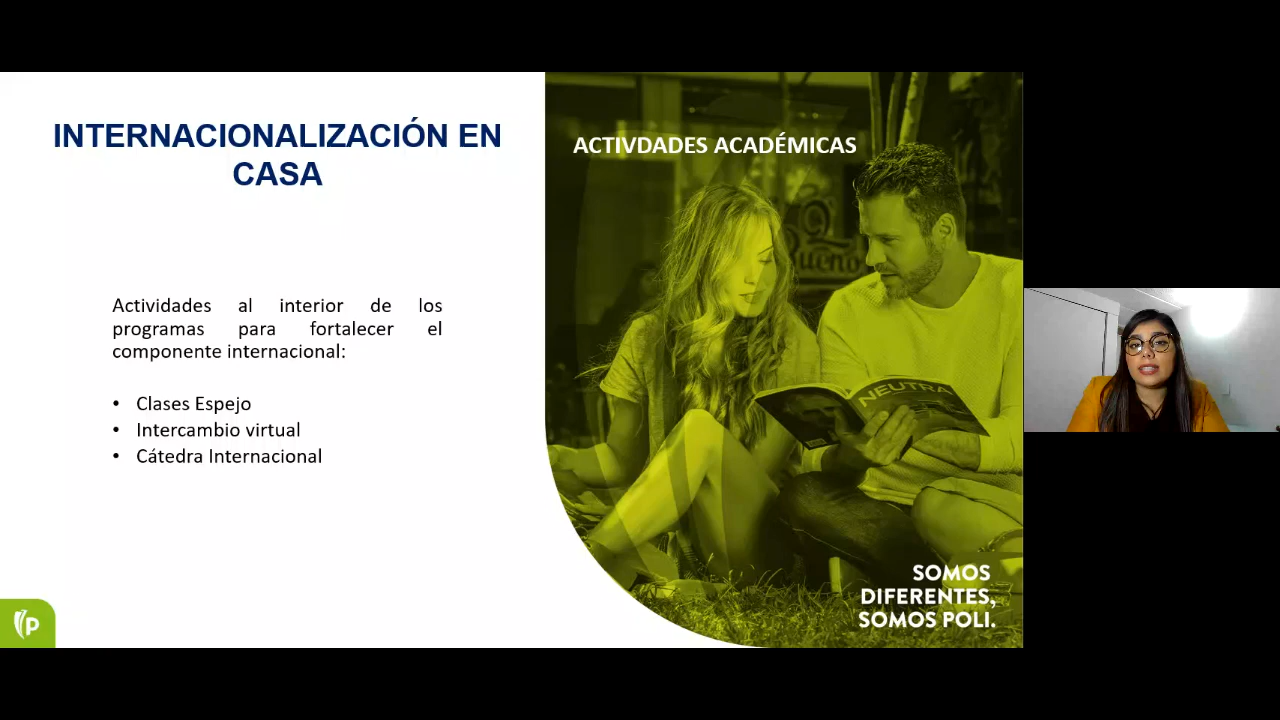 INTERNACIONALIZACIÓN EN
CASA
Actividades al interior de los
programas para fortalecer el
componente internacional:
• Clases Espejo
• Intercambio virtual
• Cátedra Internacional
ACTIVDADES ACADÉMICAS
Bueno
NEUTRA
SOMOS
DIFERENTES,
SOMOS POLI.
P